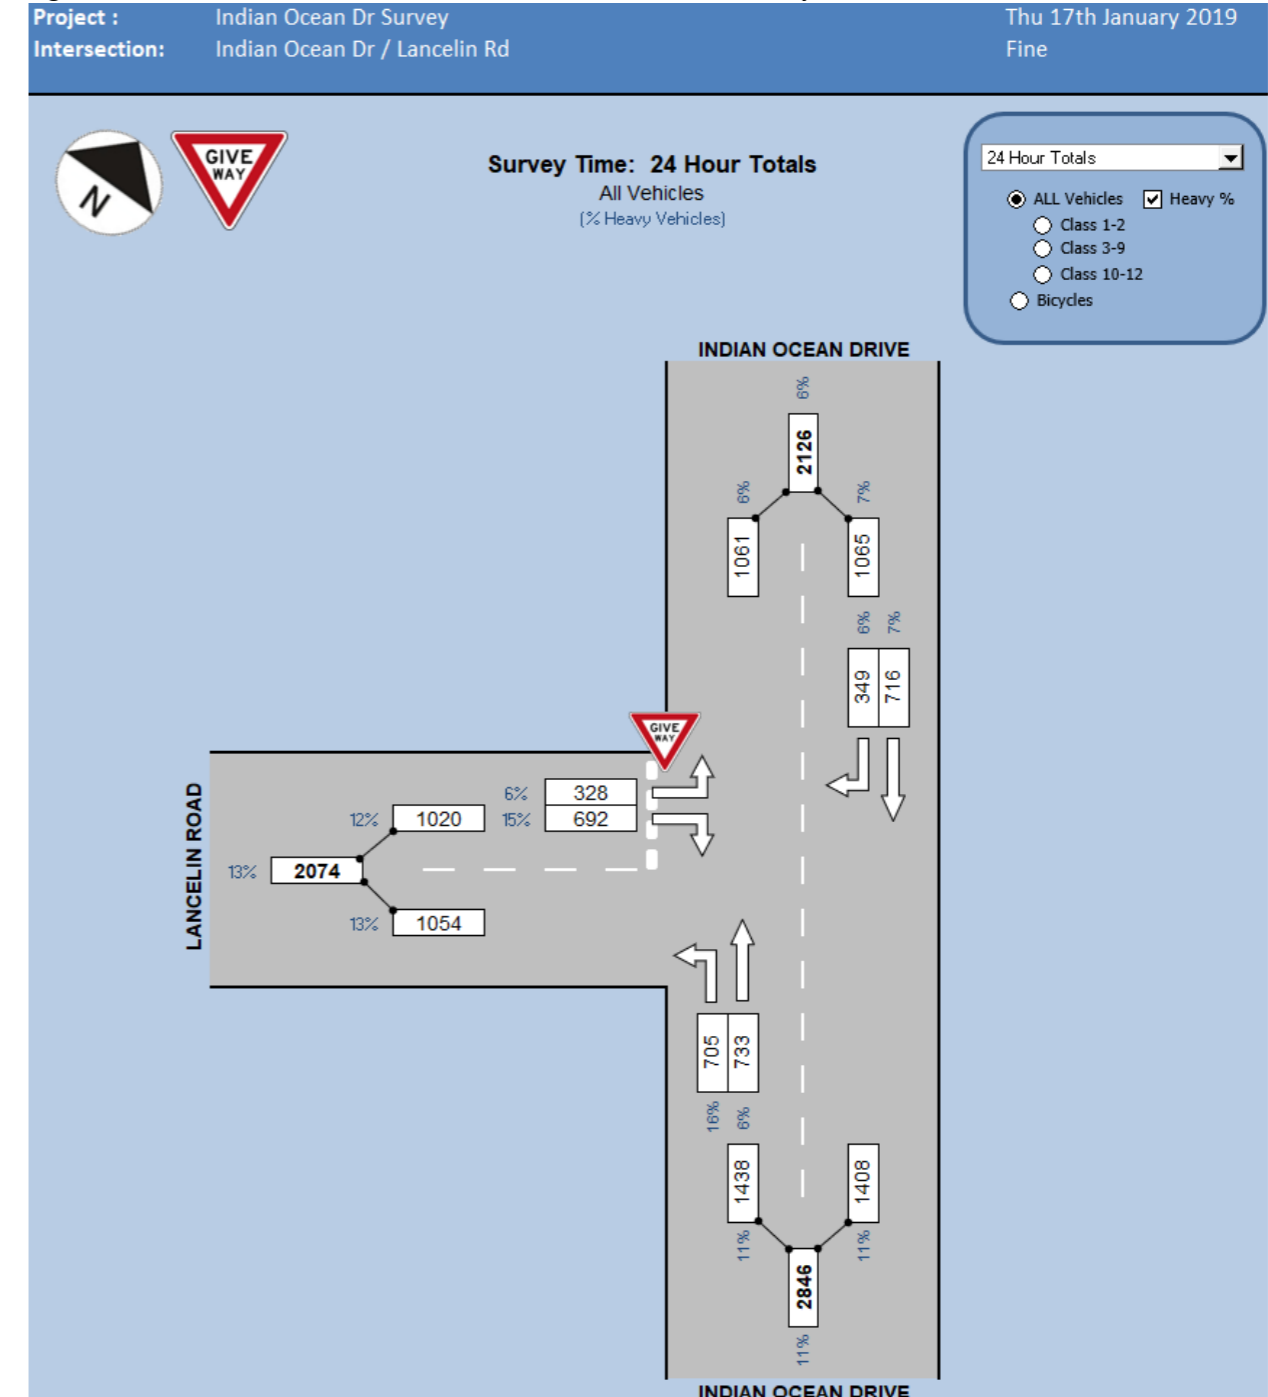 Project : Indian Ocean Dr Survey Thu 17th January 2019
Intersection: Indian Ocean Dr / Lancelin Rd Fine
N
GIVE
WAY
Survey Time: 24 Hour Totals
All Vehicles
(% Heavy Vehicles)
24 Hour Totals
ALL Vehicles Heavy %
Class 1-2
Class 3-9
Class 10-12
Bicycles
INDIAN OCEAN DRIVE
6%
2126
6% 7%
1061 1065
6% 7%
349 716
GIVE
WAY
LANCELIN ROAD
6% 328
12% 1020 15% 692
13% 2074
13% 1054
705 733
16% 6%
1438 1408
11% 11%
2846
11%
INDIAN OCEAN DRIVE